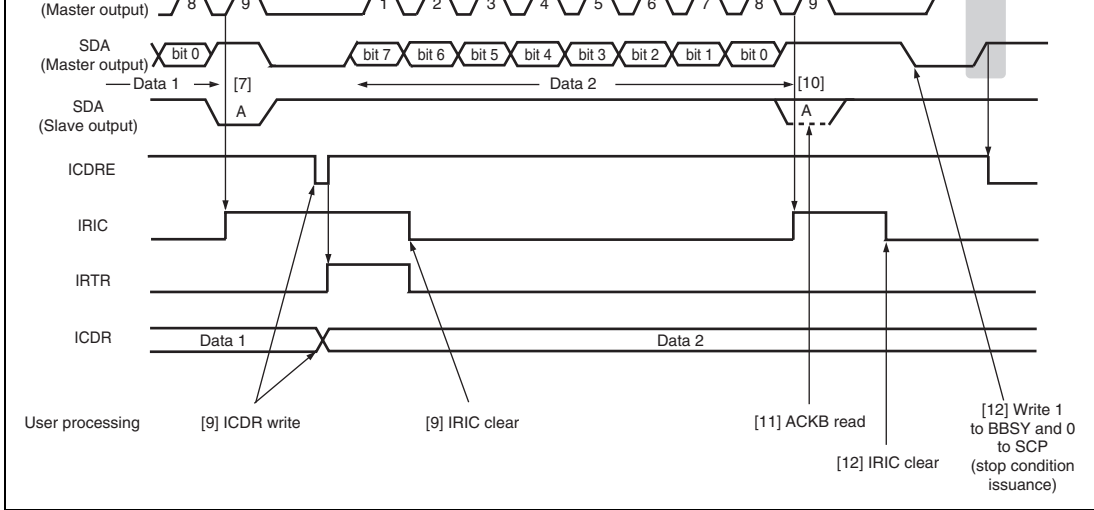 (Master output) 8 9 1 2 3 4 5 6 7 8 9
SDA
(Master output) bit 0 bit 7 bit 6 bit 5 bit 4 bit 3 bit 2 bit 1 bit 0
Data 1 [7] Data 2 [10]
SDA
(Slave output) A A
ICDRE
IRIC
IRTR
ICDR Data 1 Data 2
User processing [9] ICDR write [9] IRIC clear [11] ACKB read
[12] IRIC clear
[12] Write 1
to BBSY and 0
to SCP
(stop condition
issuance)